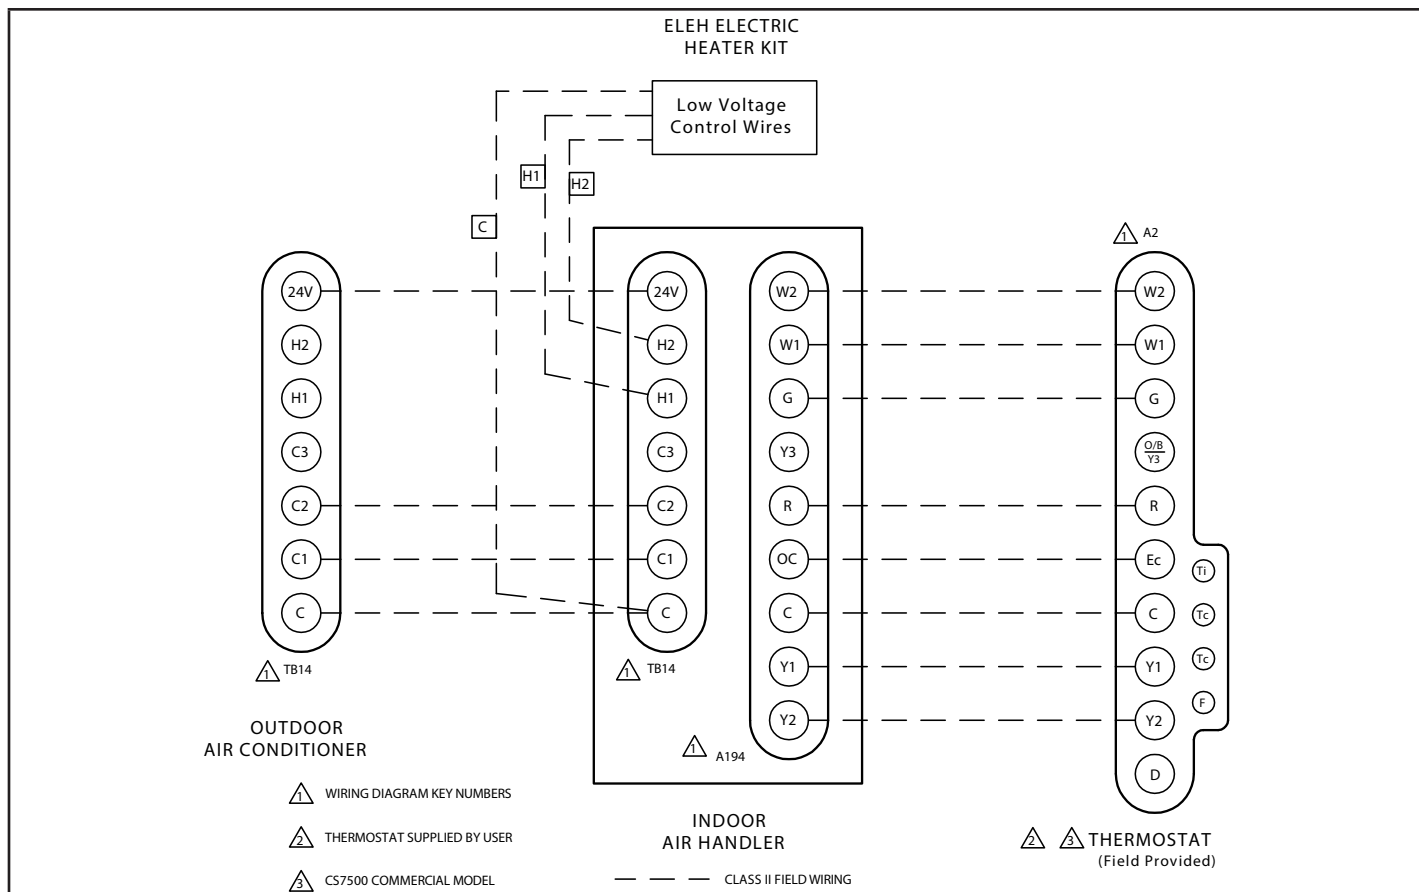 ELEH ELECTRIC
HEATER KIT
Low Voltage
Control Wires
H1
H2
C
1 A2
24V
H2
H1
C3
C2
C1
C
1 TB14
OUTDOOR
AIR CONDITIONER
24V
H2
H1
C3
C2
C1
C
1 TB14
W2
W1
G
Y3
R
OC
C
Y1
Y2
1 A194
INDOOR
AIR HANDLER
W2
W1
G
O/B
Y3
R
Ec
C
Y1
Y2
D
Ti
Tc
Tc
F
2 3 THERMOSTAT
(Field Provided)
1 WIRING DIAGRAM KEY NUMBERS
2 THERMOSTAT SUPPLIED BY USER
3 CS7500 COMMERCIAL MODEL
CLASS II FIELD WIRING